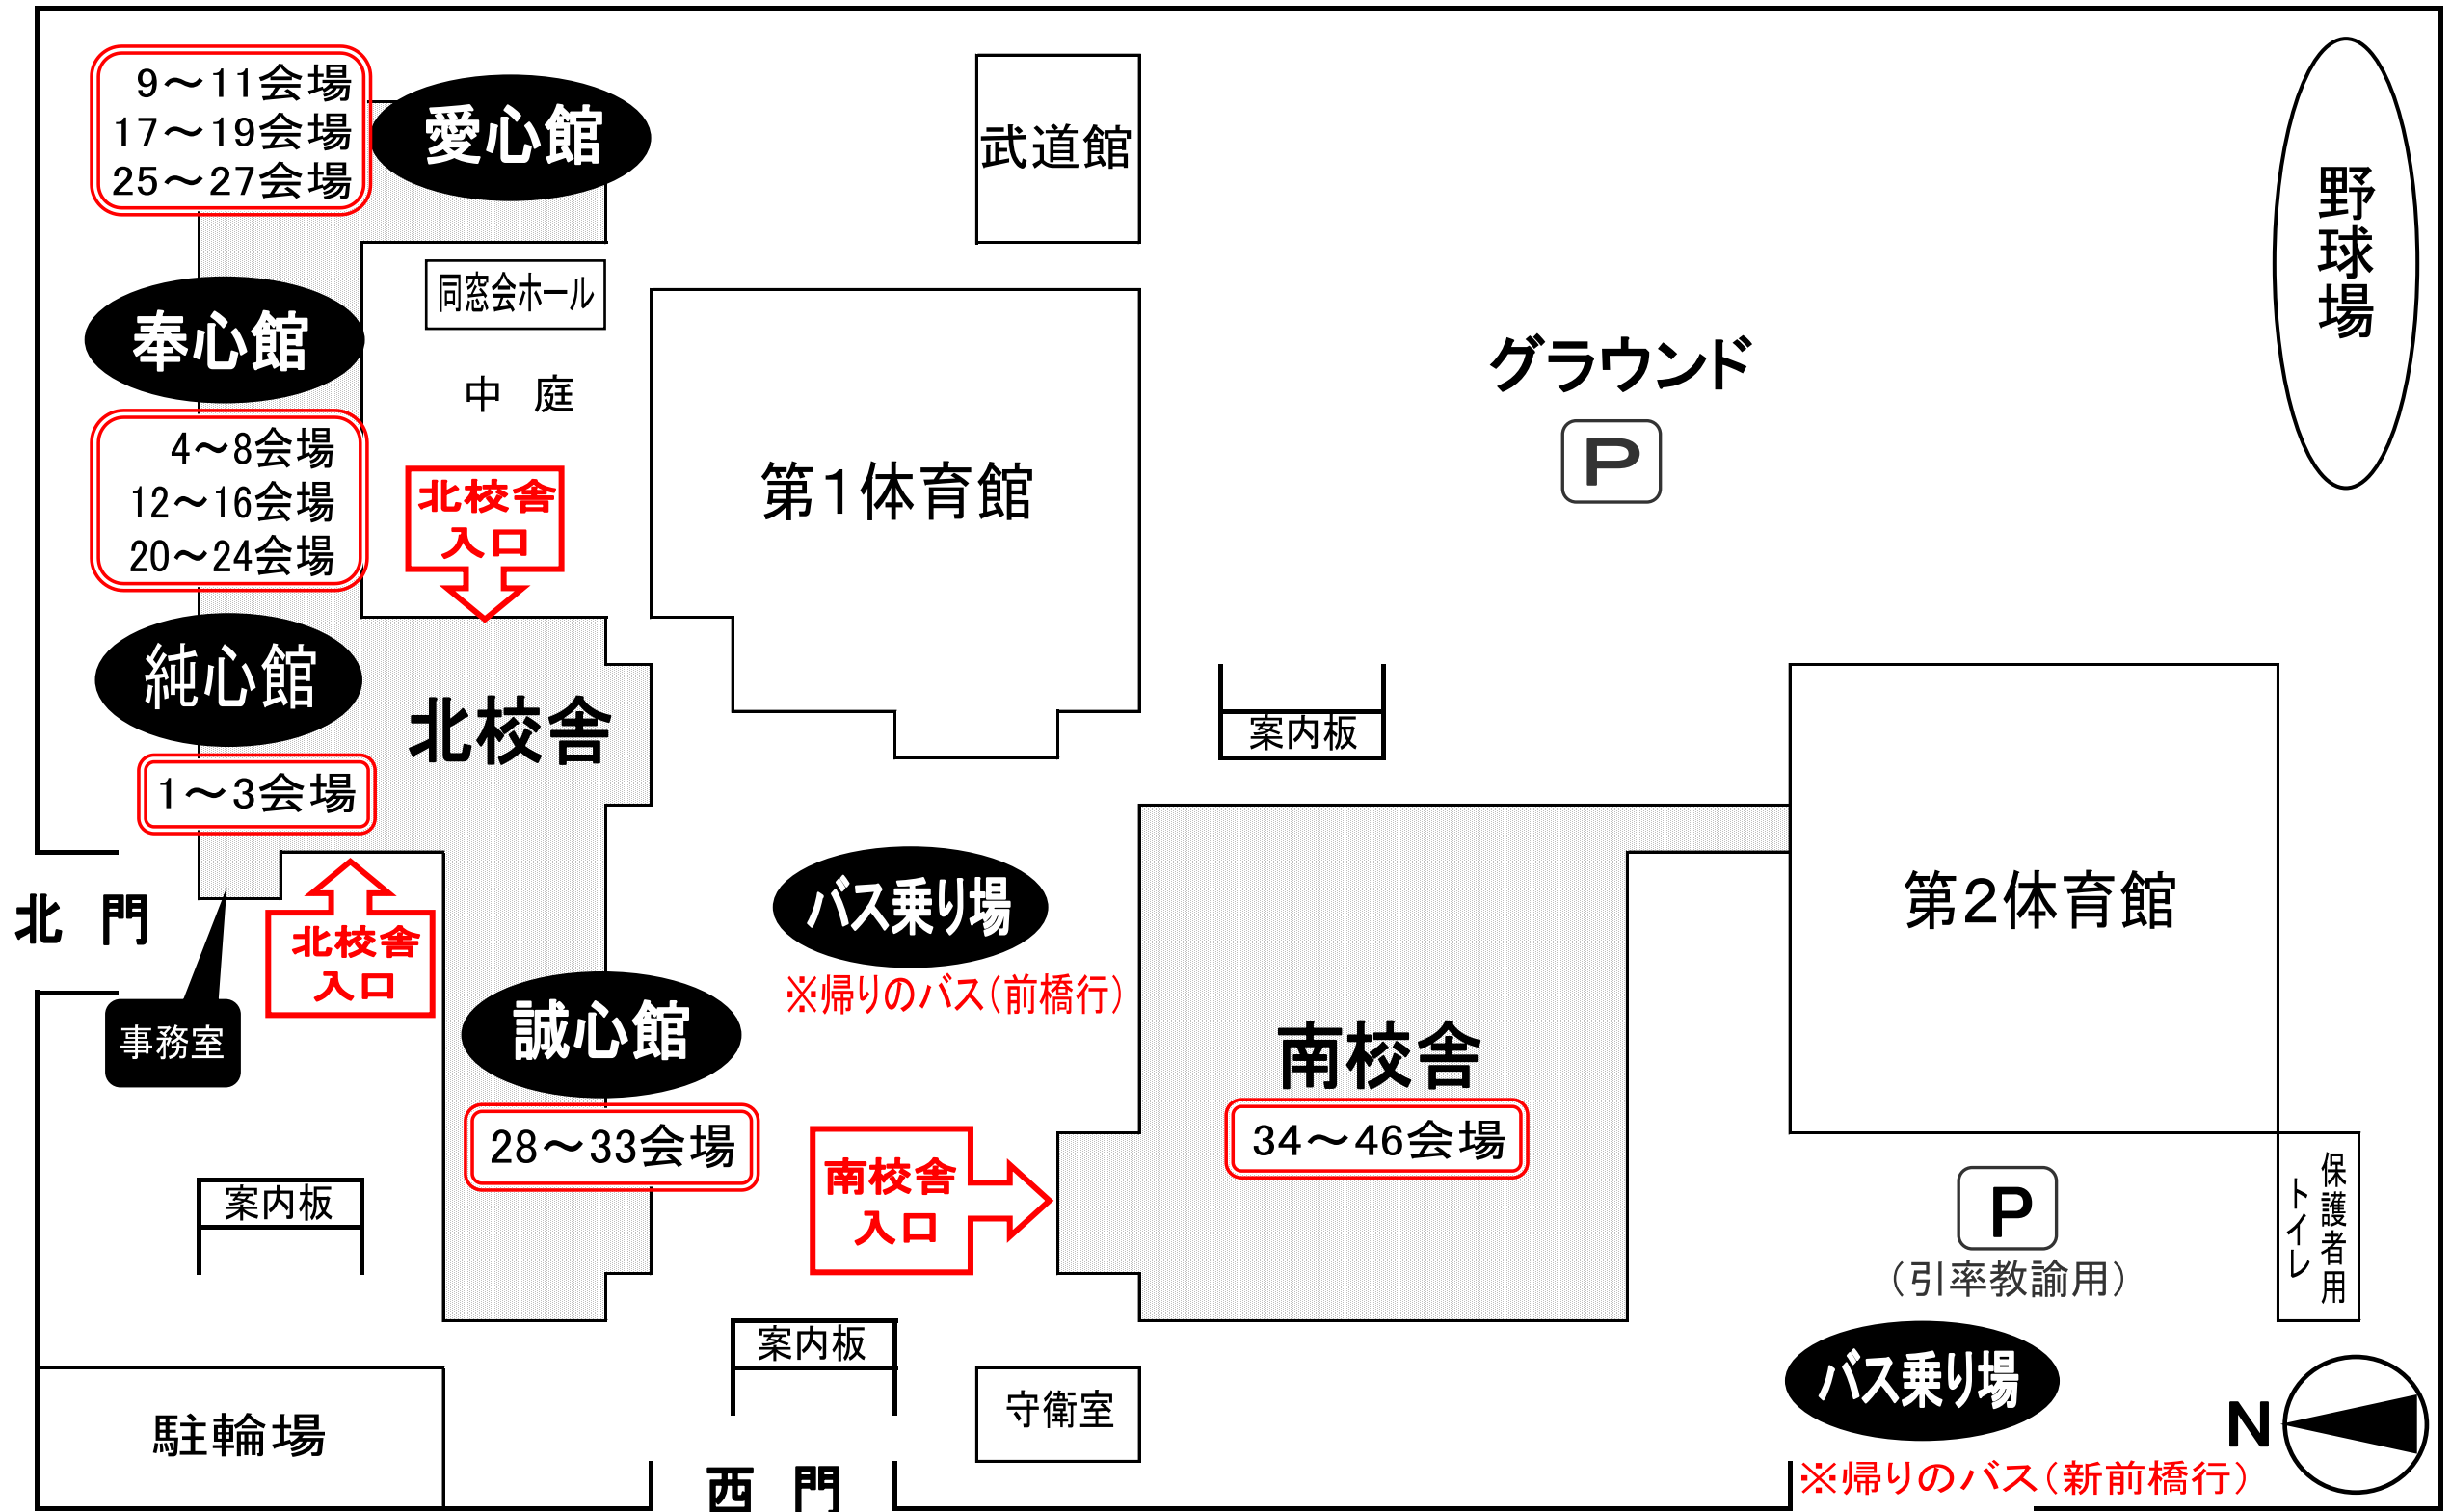 9～11会場
17～19会場
25～27会場
愛心館
武道館
野球場
同窓会ホール
奉心館
中 庭
グラウンド
P
4～8会場
12～16会場
20～24会場
北校舎
入口
第1体育館
純心館
北校舎
案内板
1～3会場
北 門
北校舎
入口
事務室
バス乗り場
※帰りのバス(前橋行)
第2体育館
誠心館
28～33会場
南校舎
34～46会場
南校舎
入口
案内板
P
(引率教諭用)
保護者用
トイレ
案内板
守衛室
バス乗り場
※帰りのバス(新前橋行)
N
駐輪場
西 門